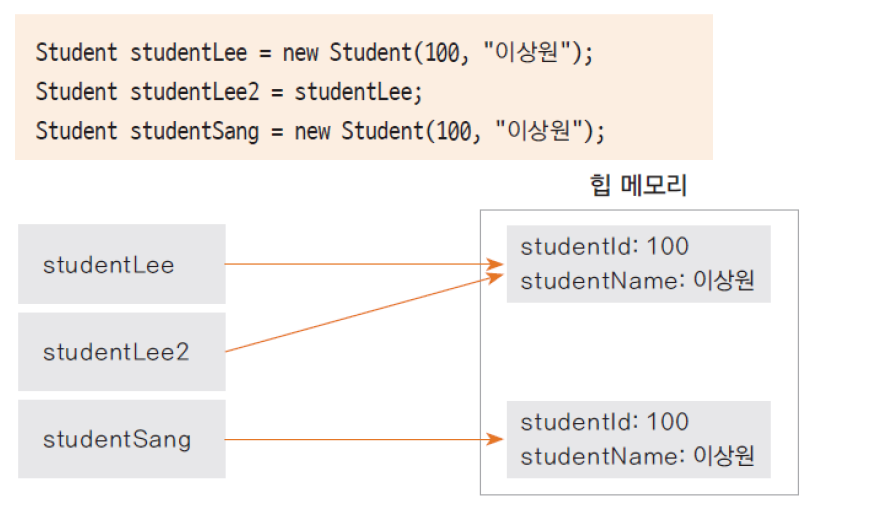 Student studentLee = new Student(100, "이상원");
Student studentLee2 = studentLee;
Student studentSang = new Student(100, "이상원");
힙 메모리
studentLee
studentId: 100
studentName: 이상원
studentLee2
studentSang
studentId: 100
studentName: 이상원